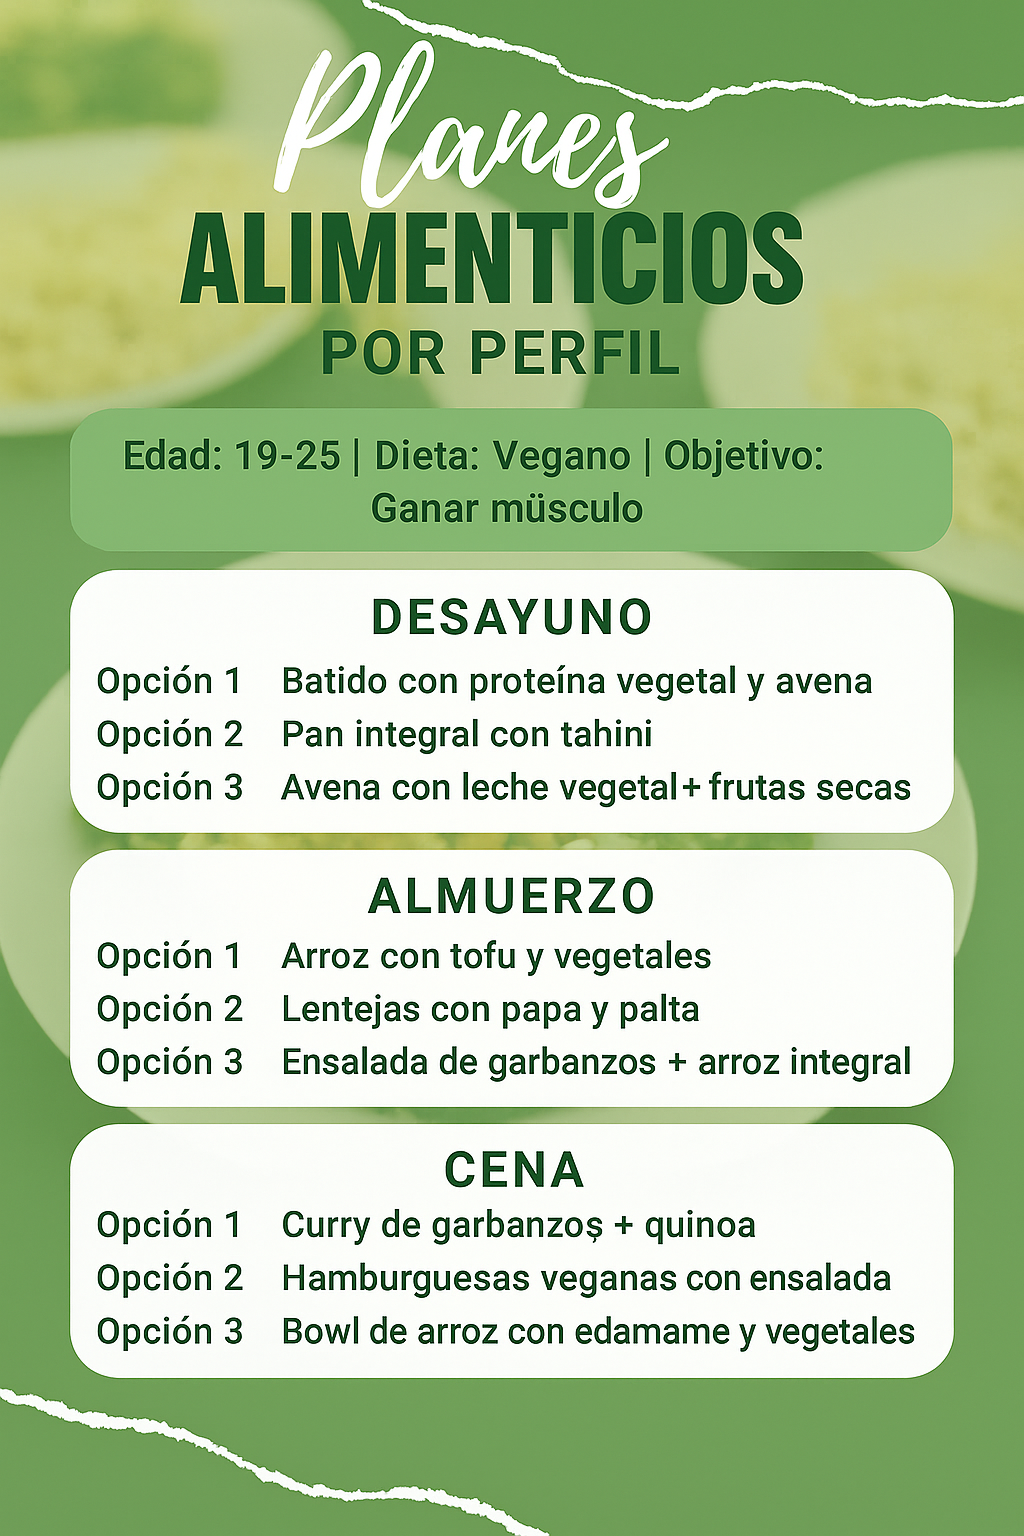 Planes
ALIMENTICIOS
POR PERFIL
Edad: 19-25 | Dieta: Vegano | Objetivo:
Ganar müsculo
DESAYUNO
Opción 1 Batido con proteína vegetal y avena
Opción 2 Pan integral con tahini
Opción 3 Avena con leche vegetal+ frutas secas
ALMUERZO
Opción 1 Arroz con tofu y vegetales
Opción 2 Lentejas con papa y palta
Opción 3 Ensalada de garbanzos + arroz integral
CENA
Opción 1 Curry de garbanzoș + quinoa
Opción 2 Hamburguesas veganas con ensalada
Opción 3 Bowl de arroz con edamame y vegetales